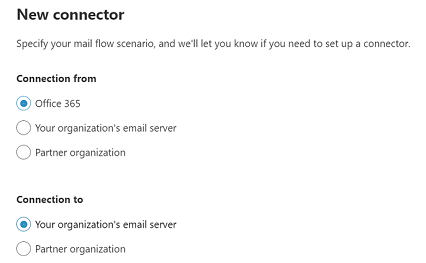 New connector
Specify your mail flow scenario, and we'll let you know if you need to set up a connector.
Connection from
Office 365
Your organization's email server
Partner organization
Connection to
Your organization's email server
Partner organization